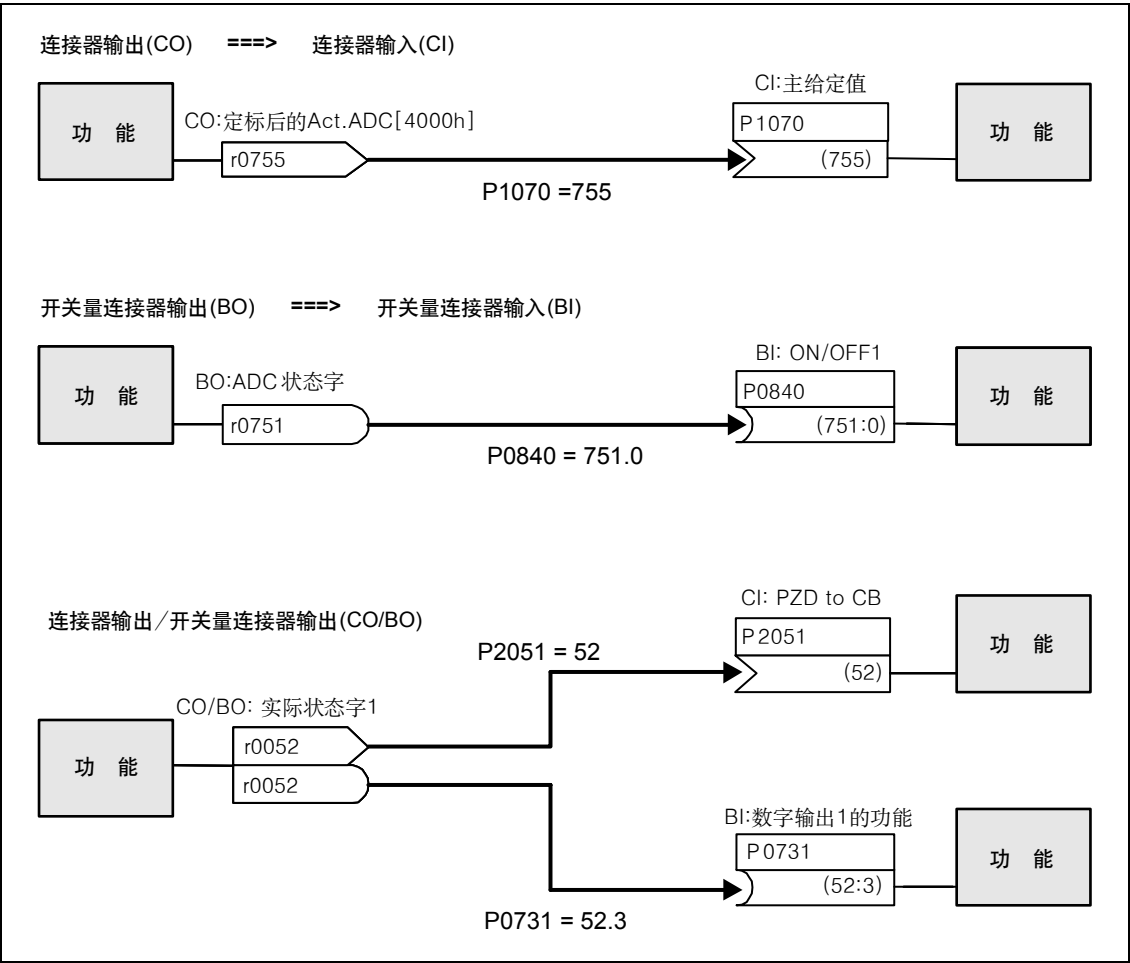 连接器输出(CO) ===> 连接器输入(CI)
CI:主给定值
功 能
CO:定标后的Act.ADC[4000h]
P1070
功 能
r0755
(755)
P1070 =755
开关量连接器输出(BO) ===> 开关量连接器输入(BI)
BI: ON/OFF1
功 能
BO:ADC状态字
P0840
功 能
r0751
(751:0)
P0840 = 751.0
CI: PZD to CB
连接器输出/开关量连接器输出(CO/BO)
P2051 = 52
P2051
功 能
(52)
CO/BO: 实际状态字1
功 能
r0052
r0052
BI:数字输出1的功能
P0731
功 能
(52:3)
P0731 = 52.3